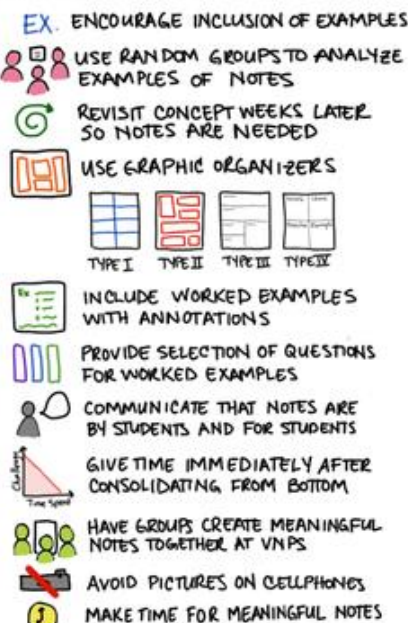 EX. ENCOURAGE INCLUSION OF EXAMPLES
USE RANDOM GROUPS TO ANALYZE
EXAMPLES OF NOTES
REVISIT CONCEPT WEEKS LATER
SO NOTES ARE NEEDED
USE GRAPHIC ORGANIZERS
TYPE I TYPE II TYPE III TYPE IV
Ex
INCLUDE WORKED EXAMPLES
WITH ANNOTATIONS
PROVIDE SELECTION OF QUESTIONS
FOR WORKED EXAMPLES
COMMUNICATE THAT NOTES ARE
BY STUDENTS AND FOR STUDENTS
Challenge
Time Spent
GIVE TIME IMMEDIATELY AFTER
CONSOLIDATING FROM BOTTOM
HAVE GROUPS CREATE MEANINGFUL
NOTES TOGETHER AT VNPS
AVOID PICTURES ON CELLPHONES
MAKE TIME FOR MEANINGFUL NOTES